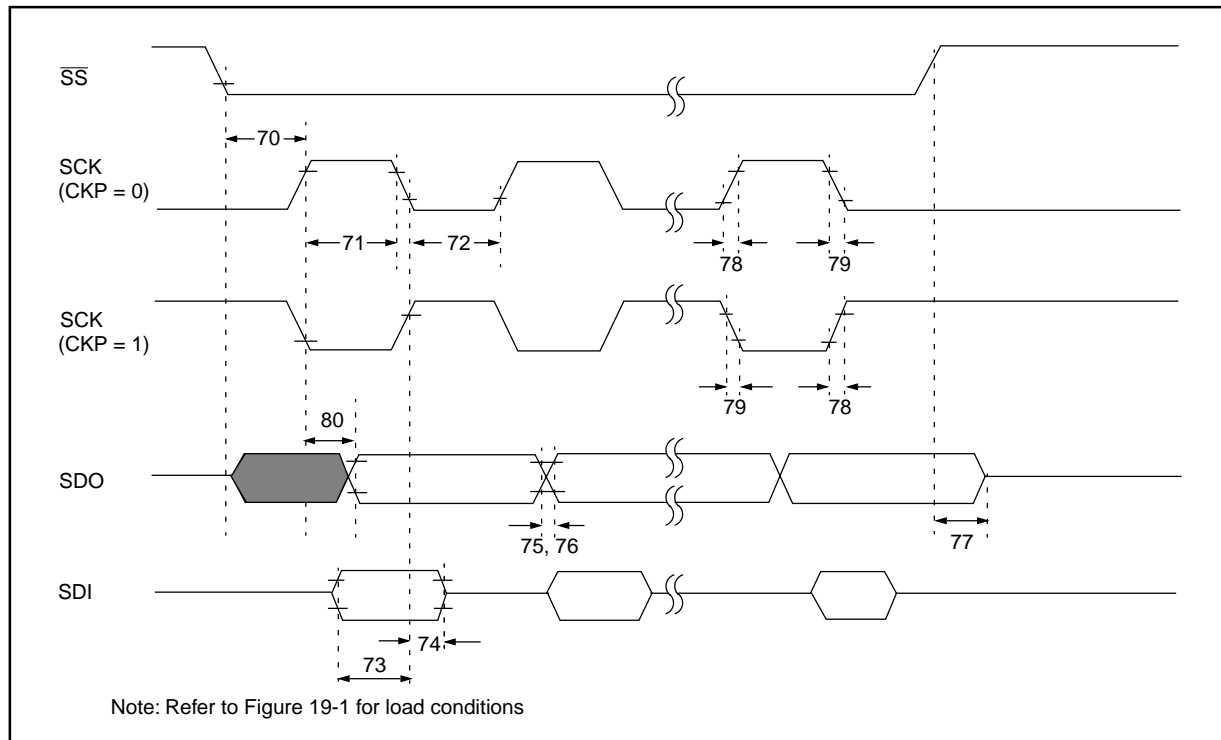 SS
70
SCK
(CKP = 0)
71
72
78
79
SCK
(CKP = 1)
79
78
80
SDO
75, 76
77
SDI
74
73
Note: Refer to Figure 19-1 for load conditions